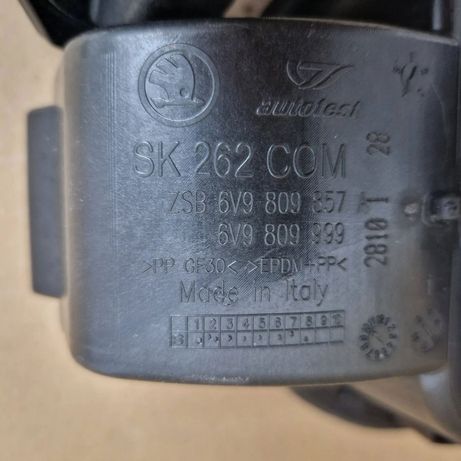 autotest
SK 262 COM
ZSB 6V9 809 857 A
6V9 809 999
>PP GF30< >EPDM+PP<
Made in Italy
1 2 3 4 5 6 7 8 9 10
2810 T 28